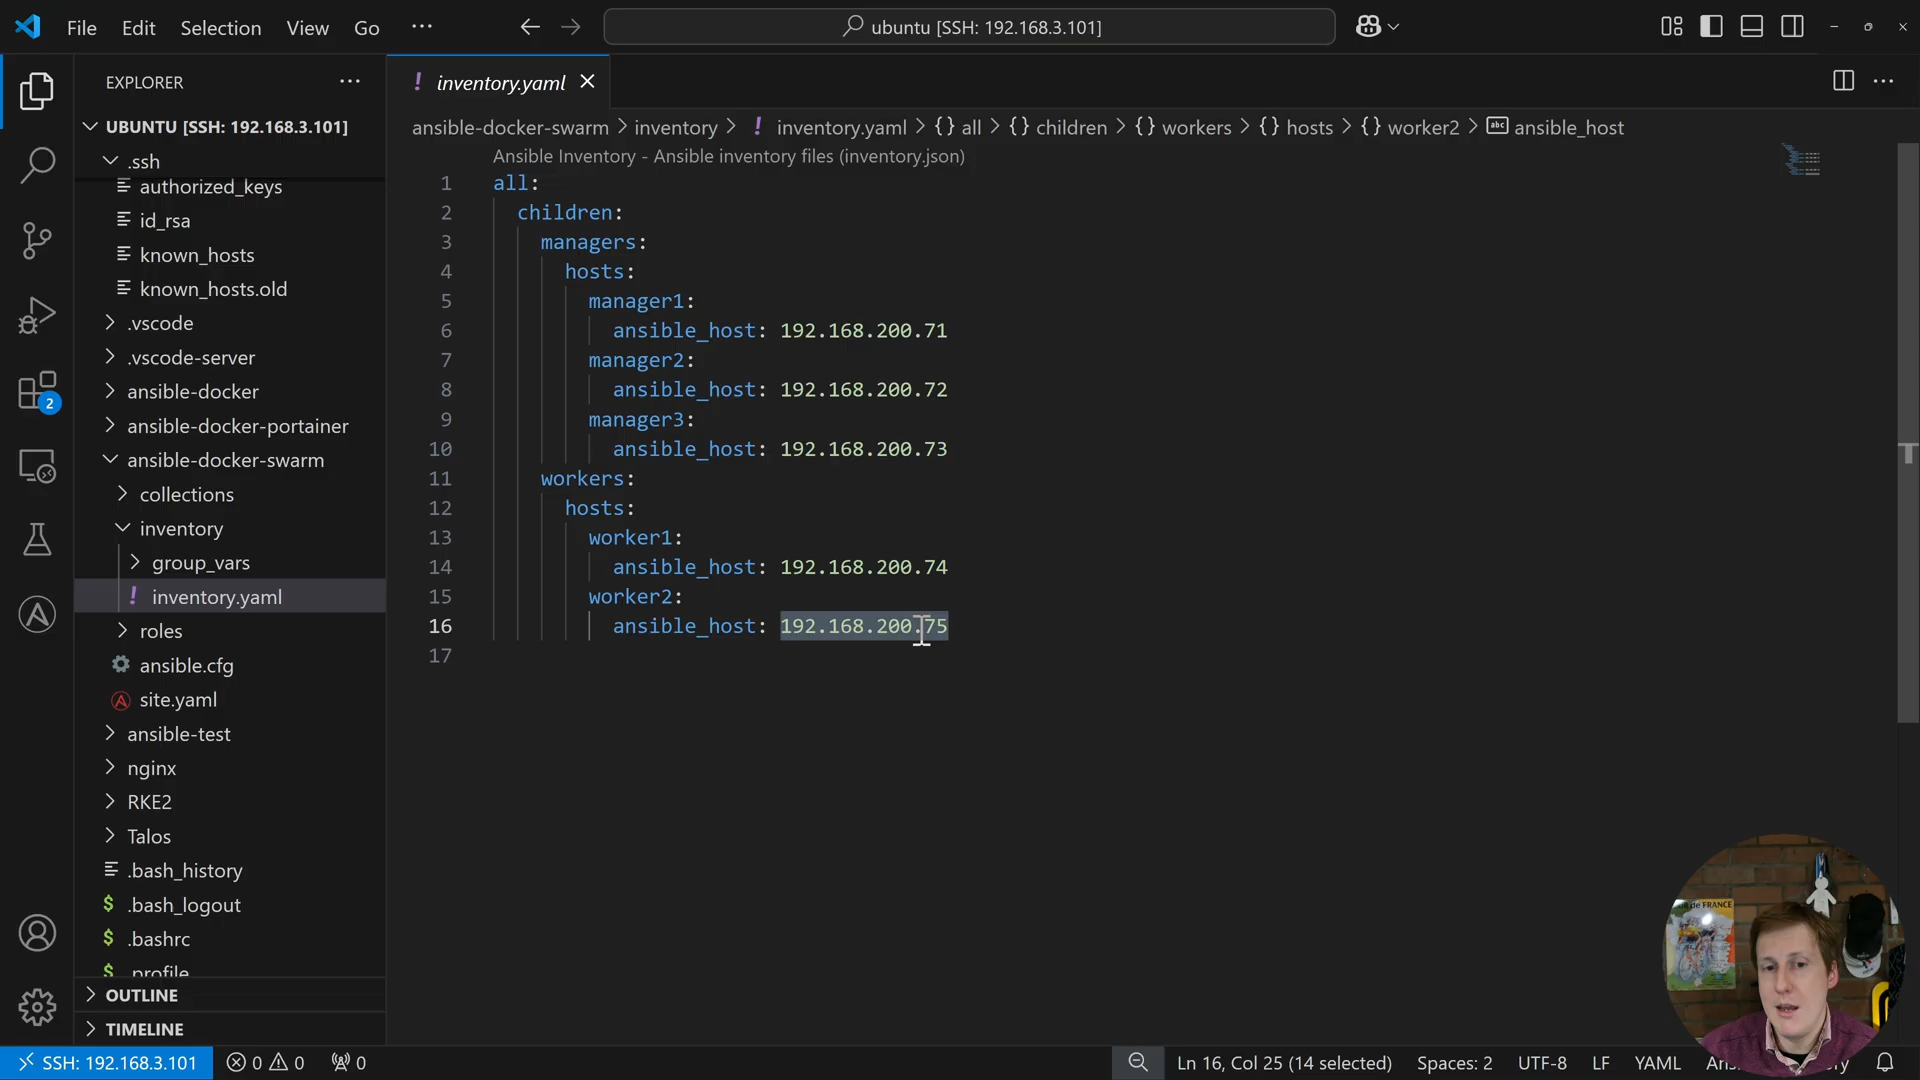 File Edit Selection View Go ···
ubuntu [SSH: 192.168.3.101]
EXPLORER
UBUNTU [SSH: 192.168.3.101]
.ssh
authorized_keys
id_rsa
known_hosts
known_hosts.old
.vscode
.vscode-server
ansible-docker
ansible-docker-portainer
ansible-docker-swarm
collections
inventory
group_vars
! inventory.yaml
roles
ansible.cfg
site.yaml
ansible-test
nginx
RKE2
Talos
.bash_history
$ .bash_logout
$ .bashrc
$ .profile
OUTLINE
TIMELINE
2
! inventory.yaml
ansible-docker-swarm > inventory > ! inventory.yaml > {} all > {} children > {} workers > {} hosts > {} worker2 > abc ansible_host
Ansible Inventory - Ansible inventory files (inventory.json)
1 all:
2 children:
3 managers:
4 hosts:
5 manager1:
6 ansible_host: 192.168.200.71
7 manager2:
8 ansible_host: 192.168.200.72
9 manager3:
10 ansible_host: 192.168.200.73
11 workers:
12 hosts:
13 worker1:
14 ansible_host: 192.168.200.74
15 worker2:
16 ansible_host: 192.168.200.75
17
DE FRANCE
SSH: 192.168.3.101 0 0 0
Ln 16, Col 25 (14 selected) Spaces: 2 UTF-8 LF YAML